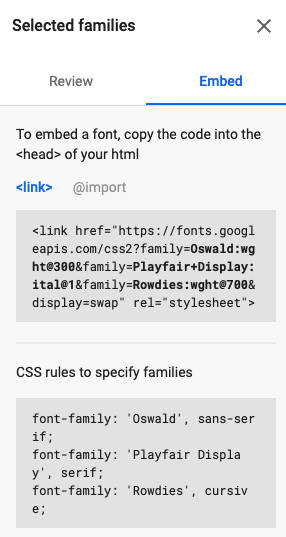 Selected families
Review
Embed
To embed a font, copy the code into the
<head> of your html
<link>
@import
<link href="https://fonts.googl
eapis.com/css2?family=Oswald:wg
ht@300&family=Playfair+Display:
ital@1&family=Rowdies:wght@700&
display=swap" rel="stylesheet">
CSS rules to specify families
font-family: 'Oswald', sans-ser
if;
font-family: 'Playfair Displa
y', serif;
font-family: 'Rowdies', cursiv
e;